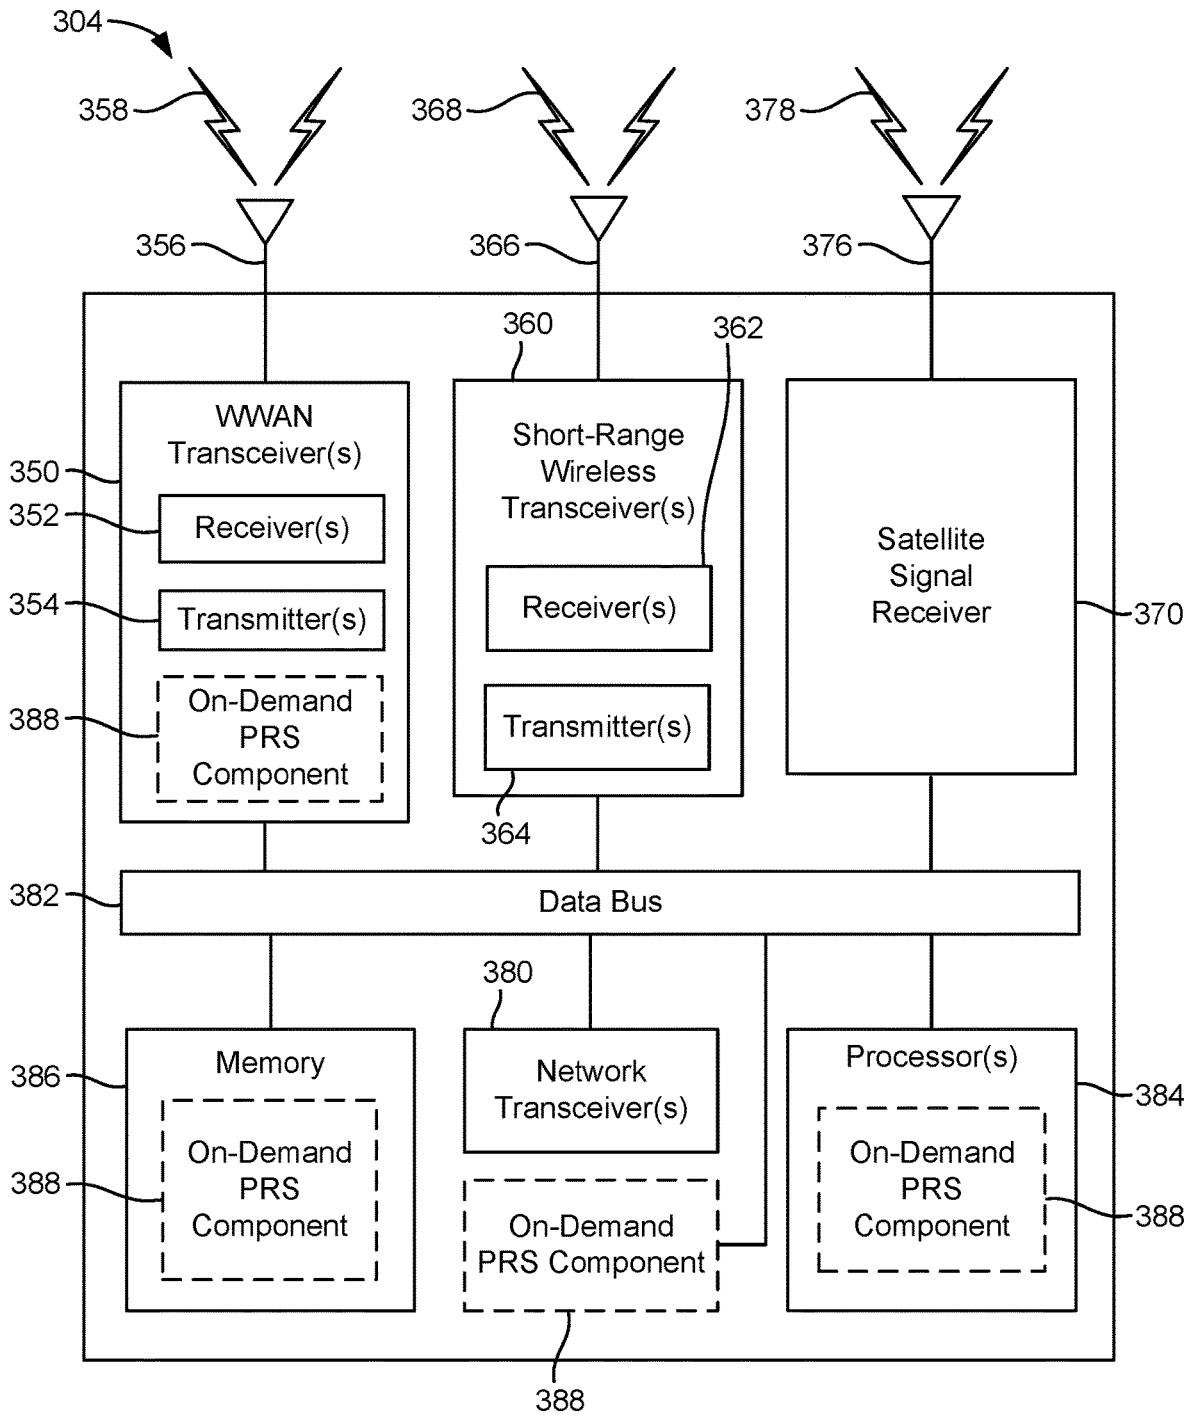 304
358
368
378
356
366
376
360
362
WWAN
Transceiver(s)
350
352
Receiver(s)
354
Transmitter(s)
388
On-Demand
PRS
Component
Short-Range
Wireless
Transceiver(s)
Receiver(s)
Transmitter(s)
364
Satellite
Signal
Receiver
370
382
Data Bus
380
386
Memory
388
On-Demand
PRS
Component
Network
Transceiver(s)
On-Demand
PRS Component
388
Processor(s)
384
On-Demand
PRS
Component
388